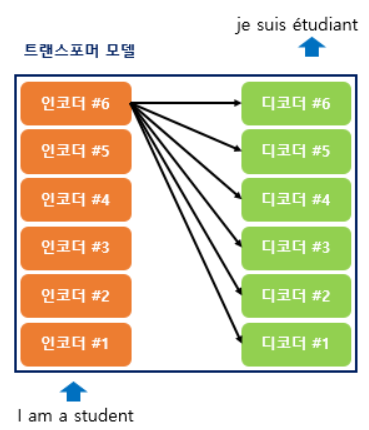 je suis étudiant
트랜스포머 모델
인코더 #6
디코더 #6
인코더 #5
디코더 #5
인코더 #4
디코더 #4
인코더 #3
디코더 #3
인코더 #2
디코더 #2
인코더 #1
디코더 #1
I am a student